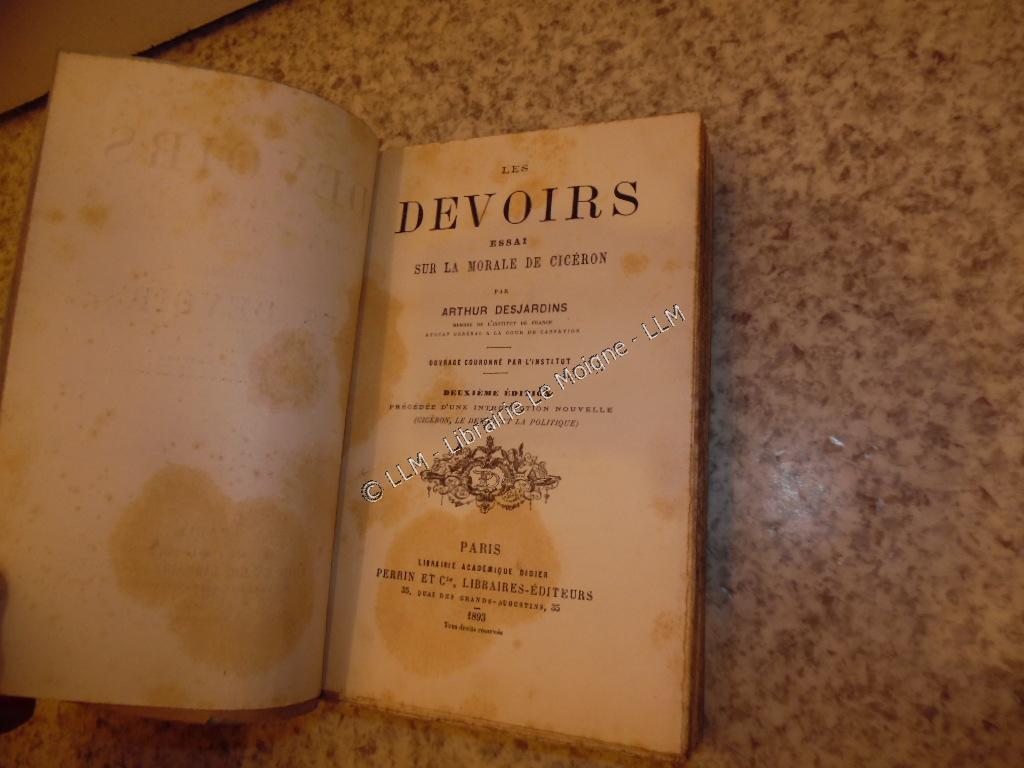 LES
DEVOIRS
ESSAI
SUR LA MORALE DE CICÉRON
PAR
ARTHUR DESJARDINS
MEMBRE DE L'INSTITUT DE FRANCE
AVOCAT GÉNÉRAL A LA COUR DE CASSATION
OUVRAGE COURONNÉ PAR L'INSTITUT
DEUXIÈME ÉDITION
PRÉCÉDÉE D'UNE INTRODUCTION NOUVELLE
(CICÉRON, LE DEVOIR ET LA POLITIQUE)
© LLM - Librairie Le Moigne - LLM
PARIS
LIBRAIRIE ACADÉMIQUE DIDIER
PERRIN ET Cie, LIBRAIRES-ÉDITEURS
35, QUAI DES GRANDS-AUGUSTINS, 35
1893
Tous droits réservés